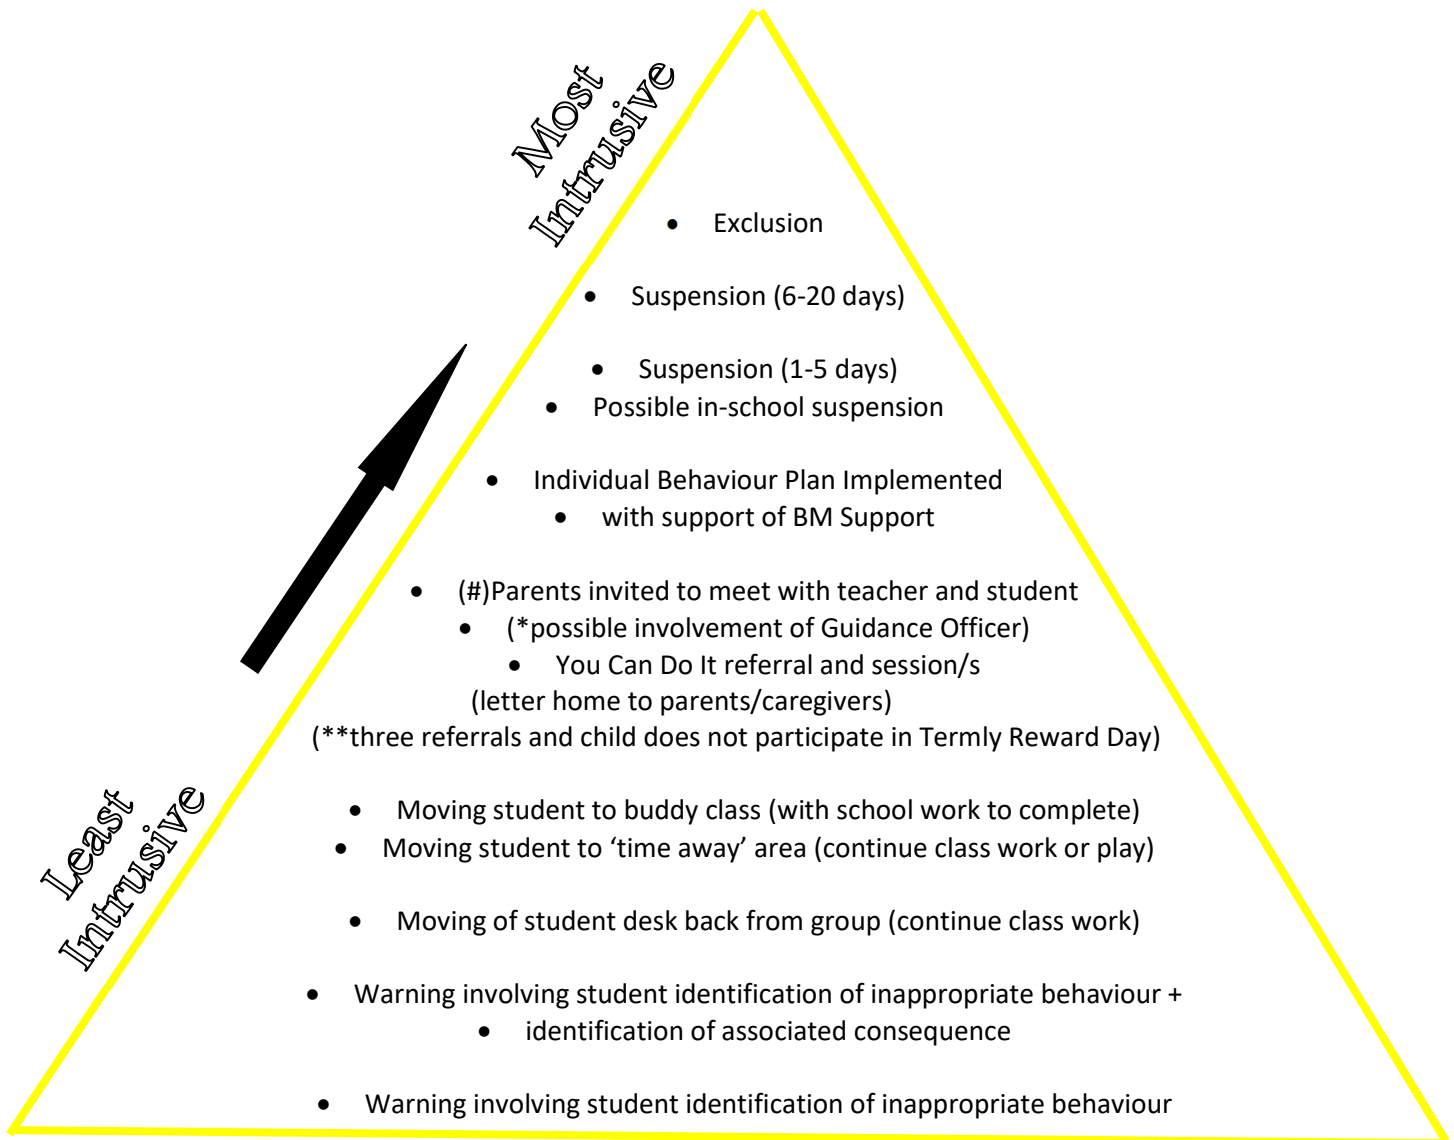 Most
Intrusive
• Exclusion
• Suspension (6-20 days)
• Suspension (1-5 days)
• Possible in-school suspension
• Individual Behaviour Plan Implemented
• with support of BM Support
• (#)Parents invited to meet with teacher and student
• (*possible involvement of Guidance Officer)
• You Can Do It referral and session/s
(letter home to parents/caregivers)
(**three referrals and child does not participate in Termly Reward Day)
Least
Intrusive
• Moving student to buddy class (with school work to complete)
• Moving student to ‘time away’ area (continue class work or play)
• Moving of student desk back from group (continue class work)
• Warning involving student identification of inappropriate behaviour +
• identification of associated consequence
• Warning involving student identification of inappropriate behaviour